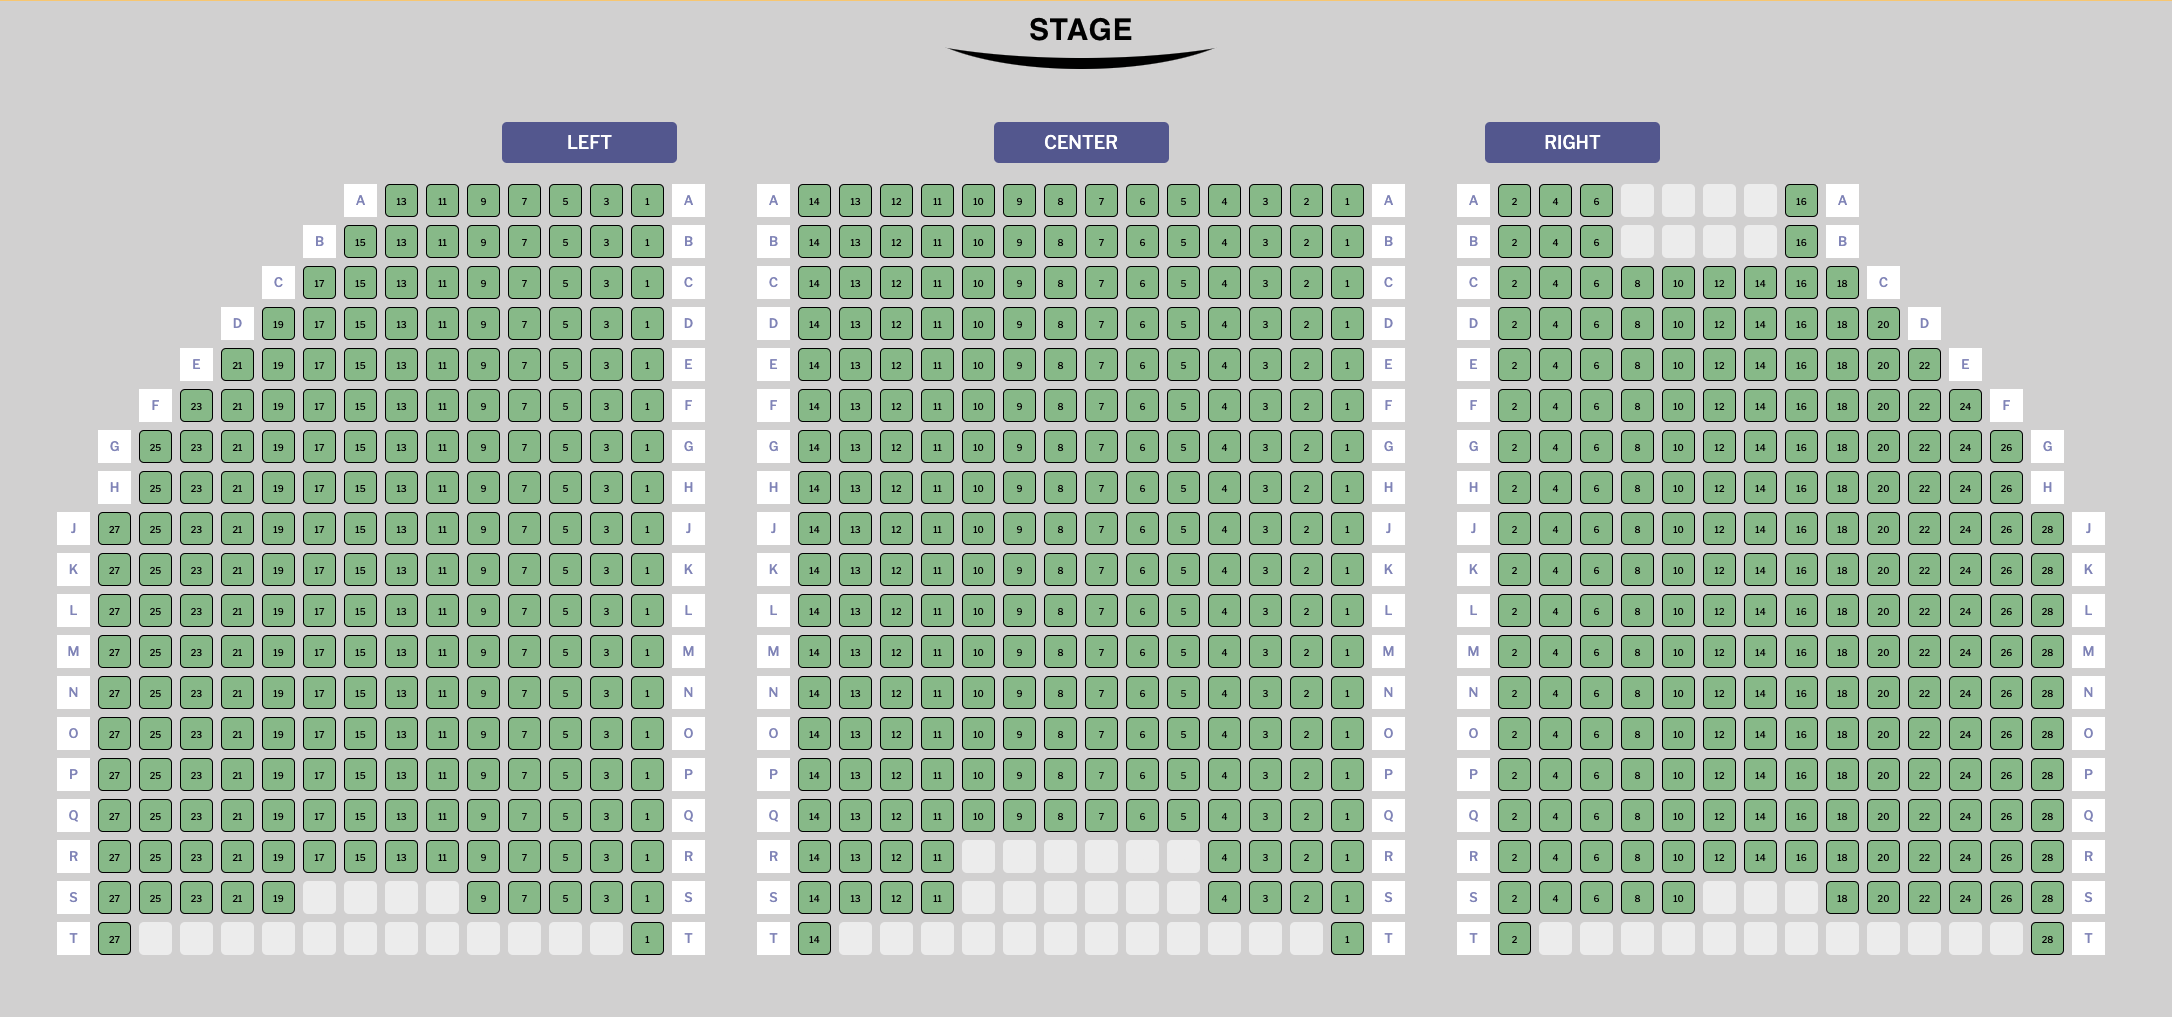 STAGE
LEFT CENTER RIGHT
A 13 11 9 7 5 3 1 A A 14 13 12 11 10 9 8 7 6 5 4 3 2 1 A A 2 4 6 16 A
B 15 13 11 9 7 5 3 1 B B 14 13 12 11 10 9 8 7 6 5 4 3 2 1 B B 2 4 6 16 B
C 17 15 13 11 9 7 5 3 1 C C 14 13 12 11 10 9 8 7 6 5 4 3 2 1 C C 2 4 6 8 10 12 14 16 18 C
D 19 17 15 13 11 9 7 5 3 1 D D 14 13 12 11 10 9 8 7 6 5 4 3 2 1 D D 2 4 6 8 10 12 14 16 18 20 D
E 21 19 17 15 13 11 9 7 5 3 1 E E 14 13 12 11 10 9 8 7 6 5 4 3 2 1 E E 2 4 6 8 10 12 14 16 18 20 22 E
F 23 21 19 17 15 13 11 9 7 5 3 1 F F 14 13 12 11 10 9 8 7 6 5 4 3 2 1 F F 2 4 6 8 10 12 14 16 18 20 22 24 F
G 25 23 21 19 17 15 13 11 9 7 5 3 1 G G 14 13 12 11 10 9 8 7 6 5 4 3 2 1 G G 2 4 6 8 10 12 14 16 18 20 22 24 26 G
H 25 23 21 19 17 15 13 11 9 7 5 3 1 H H 14 13 12 11 10 9 8 7 6 5 4 3 2 1 H H 2 4 6 8 10 12 14 16 18 20 22 24 26 H
J 27 25 23 21 19 17 15 13 11 9 7 5 3 1 J J 14 13 12 11 10 9 8 7 6 5 4 3 2 1 J J 2 4 6 8 10 12 14 16 18 20 22 24 26 28 J
K 27 25 23 21 19 17 15 13 11 9 7 5 3 1 K K 14 13 12 11 10 9 8 7 6 5 4 3 2 1 K K 2 4 6 8 10 12 14 16 18 20 22 24 26 28 K
L 27 25 23 21 19 17 15 13 11 9 7 5 3 1 L L 14 13 12 11 10 9 8 7 6 5 4 3 2 1 L L 2 4 6 8 10 12 14 16 18 20 22 24 26 28 L
M 27 25 23 21 19 17 15 13 11 9 7 5 3 1 M M 14 13 12 11 10 9 8 7 6 5 4 3 2 1 M M 2 4 6 8 10 12 14 16 18 20 22 24 26 28 M
N 27 25 23 21 19 17 15 13 11 9 7 5 3 1 N N 14 13 12 11 10 9 8 7 6 5 4 3 2 1 N N 2 4 6 8 10 12 14 16 18 20 22 24 26 28 N
O 27 25 23 21 19 17 15 13 11 9 7 5 3 1 O O 14 13 12 11 10 9 8 7 6 5 4 3 2 1 O O 2 4 6 8 10 12 14 16 18 20 22 24 26 28 O
P 27 25 23 21 19 17 15 13 11 9 7 5 3 1 P P 14 13 12 11 10 9 8 7 6 5 4 3 2 1 P P 2 4 6 8 10 12 14 16 18 20 22 24 26 28 P
Q 27 25 23 21 19 17 15 13 11 9 7 5 3 1 Q Q 14 13 12 11 10 9 8 7 6 5 4 3 2 1 Q Q 2 4 6 8 10 12 14 16 18 20 22 24 26 28 Q
R 27 25 23 21 19 17 15 13 11 9 7 5 3 1 R R 14 13 12 11 4 3 2 1 R R 2 4 6 8 10 12 14 16 18 20 22 24 26 28 R
S 27 25 23 21 19 9 7 5 3 1 S S 14 13 12 11 4 3 2 1 S S 2 4 6 8 10 18 20 22 24 26 28 S
T 27 1 T T 14 1 T T 2 28 T